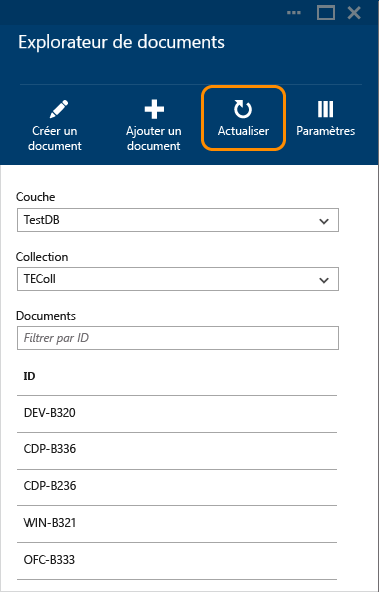 Explorateur de documents
Créer un
document
Ajouter un
document
Actualiser
Paramètres
Couche
TestDB
Collection
TEColl
Documents
Filtrer par ID
ID
DEV-B320
CDP-B336
CDP-B236
WIN-B321
OFC-B333